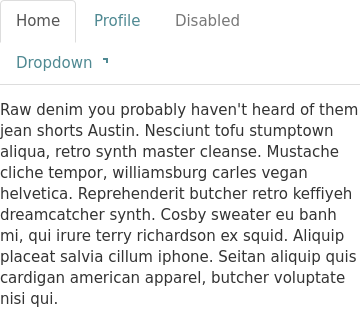 Home Profile Disabled
Dropdown
Raw denim you probably haven't heard of them
jean shorts Austin. Nesciunt tofu stumptown
aliqua, retro synth master cleanse. Mustache
cliche tempor, williamsburg carles vegan
helvetica. Reprehenderit butcher retro keffiyeh
dreamcatcher synth. Cosby sweater eu banh
mi, qui irure terry richardson ex squid. Aliquip
placeat salvia cillum iphone. Seitan aliquip quis
cardigan american apparel, butcher voluptate
nisi qui.